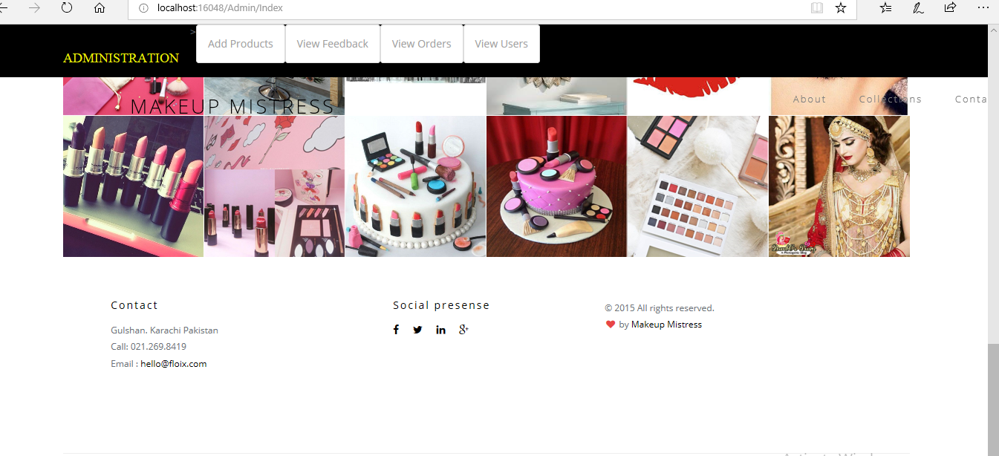 localhost:16048/Admin/Index
>
Add Products
View Feedback
View Orders
View Users
ADMINISTRATION
MAKEUP MISTRESS
About
Collections
Conta
Contact
Gulshan. Karachi Pakistan
Call: 021.269.8419
Email : hello@floix.com
Social presense
© 2015 All rights reserved.
by Makeup Mistress